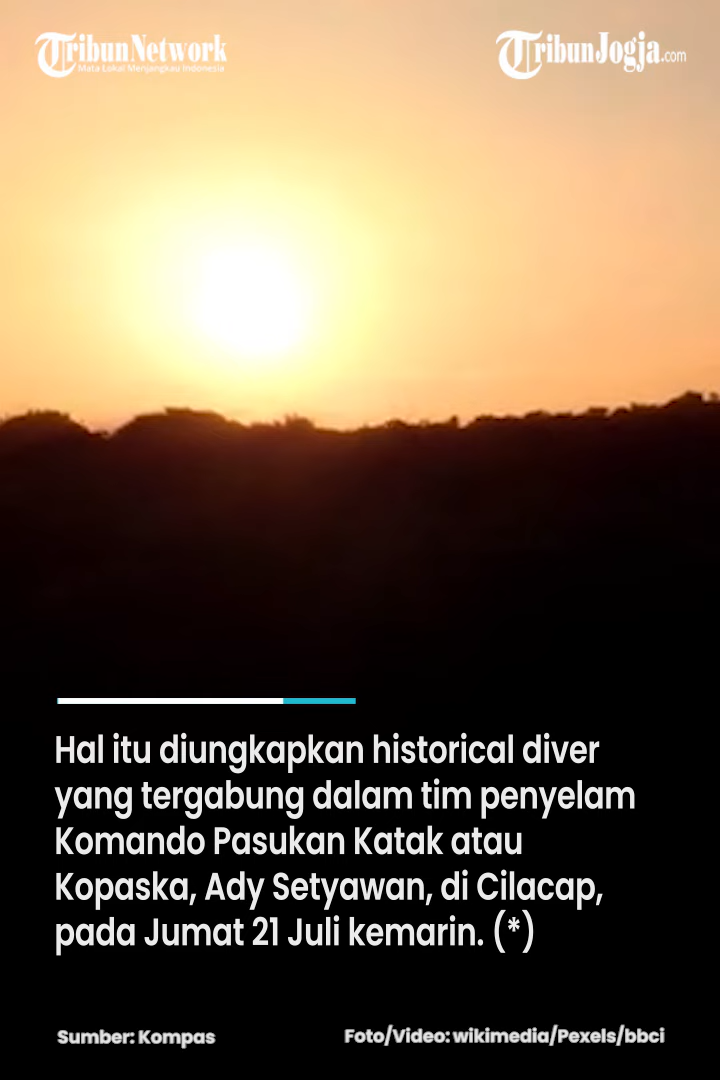 TribunNetwork
Mata Lokal Menjangkau Indonesia
TribunJogja.com
Hal itu diungkapkan historical diver
yang tergabung dalam tim penyelam
Komando Pasukan Katak atau
Kopaska, Ady Setyawan, di Cilacap,
pada Jumat 21 Juli kemarin. (*)
Sumber: Kompas
Foto/Video: wikimedia/Pexels/bbci